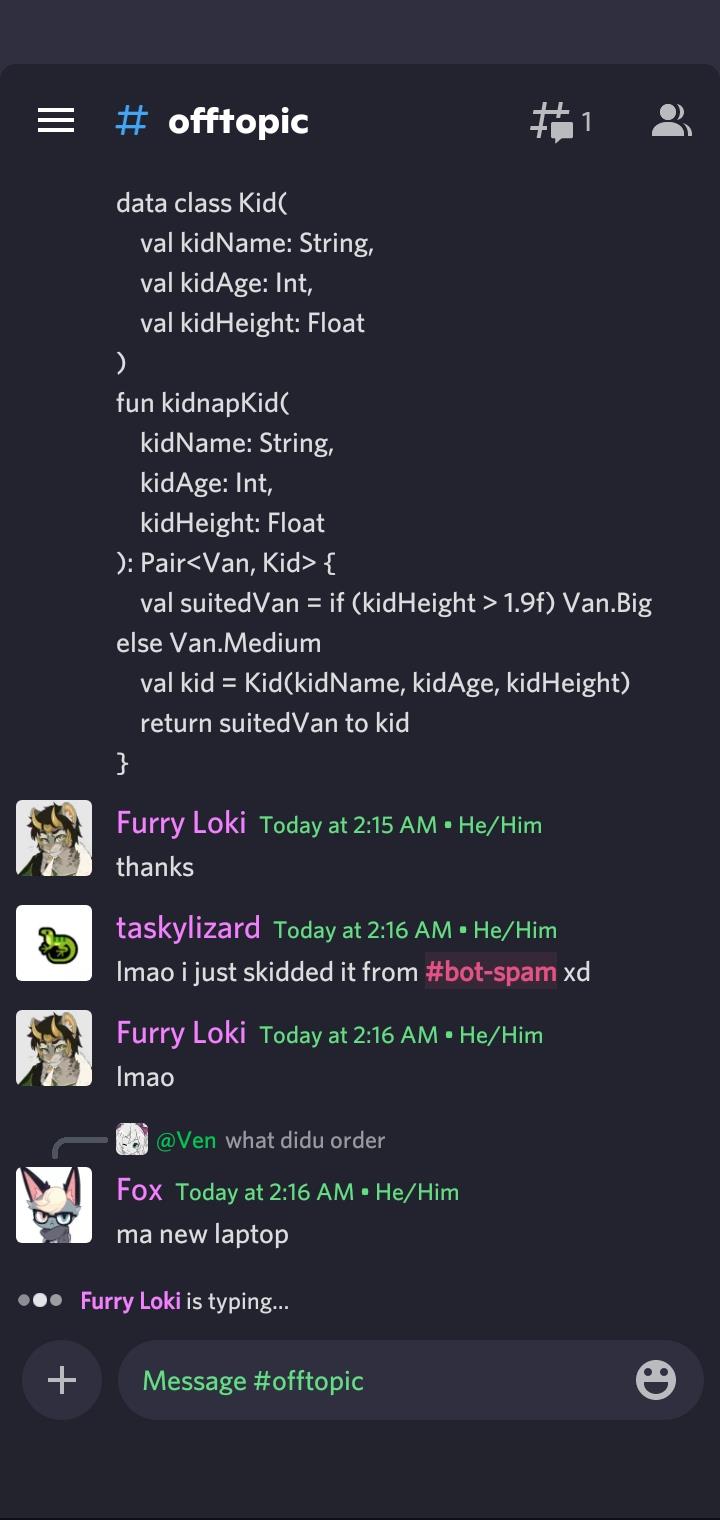 # offtopic
1
data class Kid(
    val kidName: String,
    val kidAge: Int,
    val kidHeight: Float
)
fun kidnapKid(
    kidName: String,
    kidAge: Int,
    kidHeight: Float
): Pair<Van, Kid> {
    val suitedVan = if (kidHeight > 1.9f) Van.Big
else Van.Medium
    val kid = Kid(kidName, kidAge, kidHeight)
    return suitedVan to kid
}
Furry Loki Today at 2:15 AM • He/Him
thanks
taskylizard Today at 2:16 AM • He/Him
lmao i just skidded it from #bot-spam xd
Furry Loki Today at 2:16 AM • He/Him
lmao
@Ven what didu order
Fox Today at 2:16 AM • He/Him
ma new laptop
Furry Loki is typing...
Message #offtopic